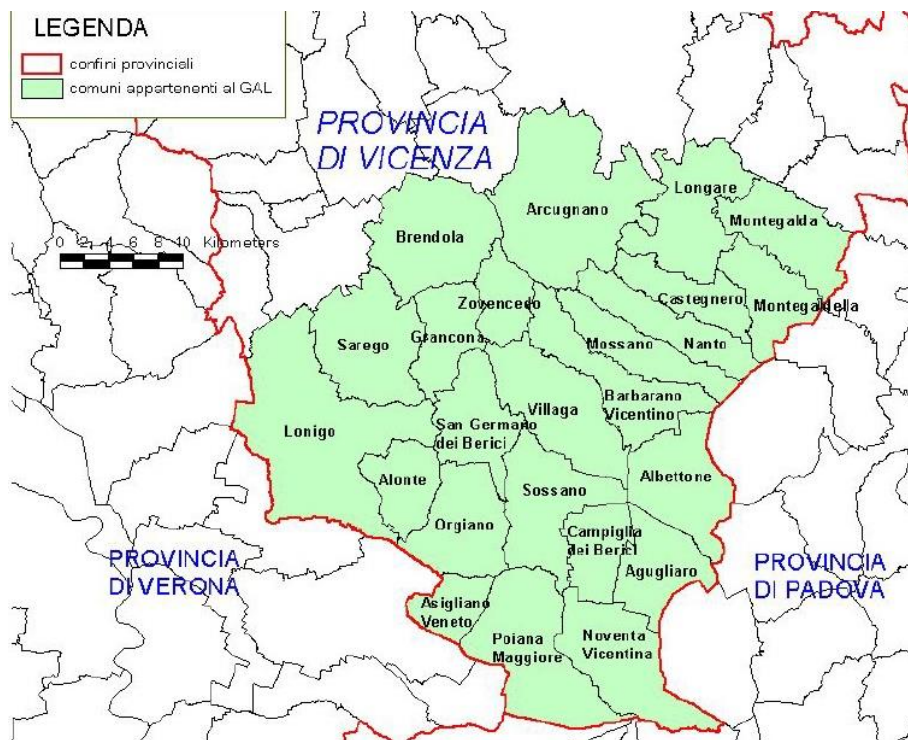 LEGENDA
confini provinciali
comuni appartenenti al GAL
PROVINCIA
DI VICENZA
Longare
Arcugnano
Montegalda
Brendola
0 2 4 6 8 10 Kilometers
Zovencedo
Castegnero
Montegaldella
Grancona
Sarego
Mossano
Nanto
Barbarano
Vicentino
Villaga
San Germano
dei Berici
Lonigo
Alonte
Sossano
Albettone
Orgiano
Campiglia
dei Berici
PROVINCIA
DI VERONA
PROVINCIA
DI PADOVA
Agugliaro
Asigliano
Veneto
Poiana
Maggiore
Noventa
Vicentina